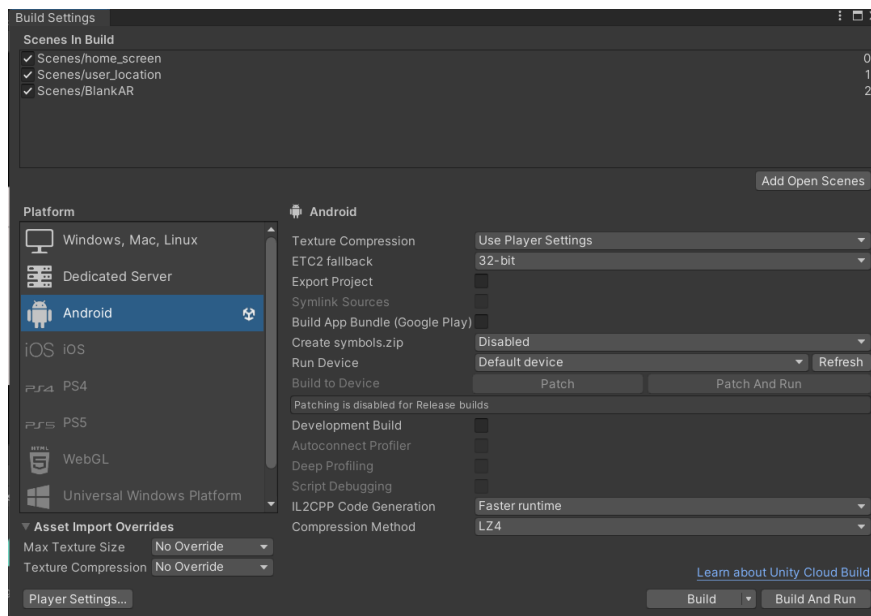 Build Settings
Scenes In Build
Scenes/home_screen 0
Scenes/user_location 1
Scenes/BlankAR 2
Add Open Scenes
Platform
Windows, Mac, Linux
Dedicated Server
Android
iOS iOS
PS4 PS4
PS5 PS5
HTML 5 WebGL
Universal Windows Platform
Asset Import Overrides
Max Texture Size No Override
Texture Compression No Override
Player Settings...
Android
Texture Compression Use Player Settings
ETC2 fallback 32-bit
Export Project
Symlink Sources
Build App Bundle (Google Play)
Create symbols.zip Disabled
Run Device Default device Refresh
Build to Device Patch Patch And Run
Patching is disabled for Release builds
Development Build
Autoconnect Profiler
Deep Profiling
Script Debugging
IL2CPP Code Generation Faster runtime
Compression Method LZ4
Learn about Unity Cloud Build
Build Build And Run